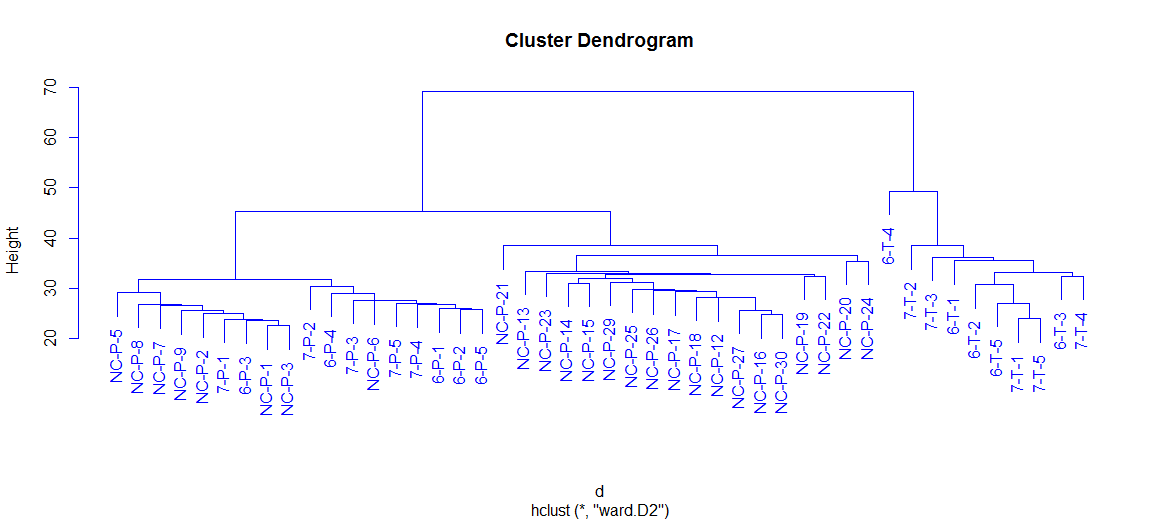 Cluster Dendrogram
Height
70
60
50
40
30
20
NC-P-5
NC-P-8
NC-P-7
NC-P-9
NC-P-2
7-P-1
6-P-3
NC-P-1
NC-P-3
7-P-2
6-P-4
7-P-3
NC-P-6
7-P-5
7-P-4
6-P-1
6-P-2
6-P-5
NC-P-21
NC-P-13
NC-P-23
NC-P-14
NC-P-15
NC-P-29
NC-P-25
NC-P-26
NC-P-17
NC-P-18
NC-P-12
NC-P-27
NC-P-16
NC-P-30
NC-P-19
NC-P-22
NC-P-20
NC-P-24
6-T-4
7-T-2
7-T-3
6-T-1
6-T-2
6-T-5
7-T-1
7-T-5
6-T-3
7-T-4
d
hclust (*, "ward.D2")